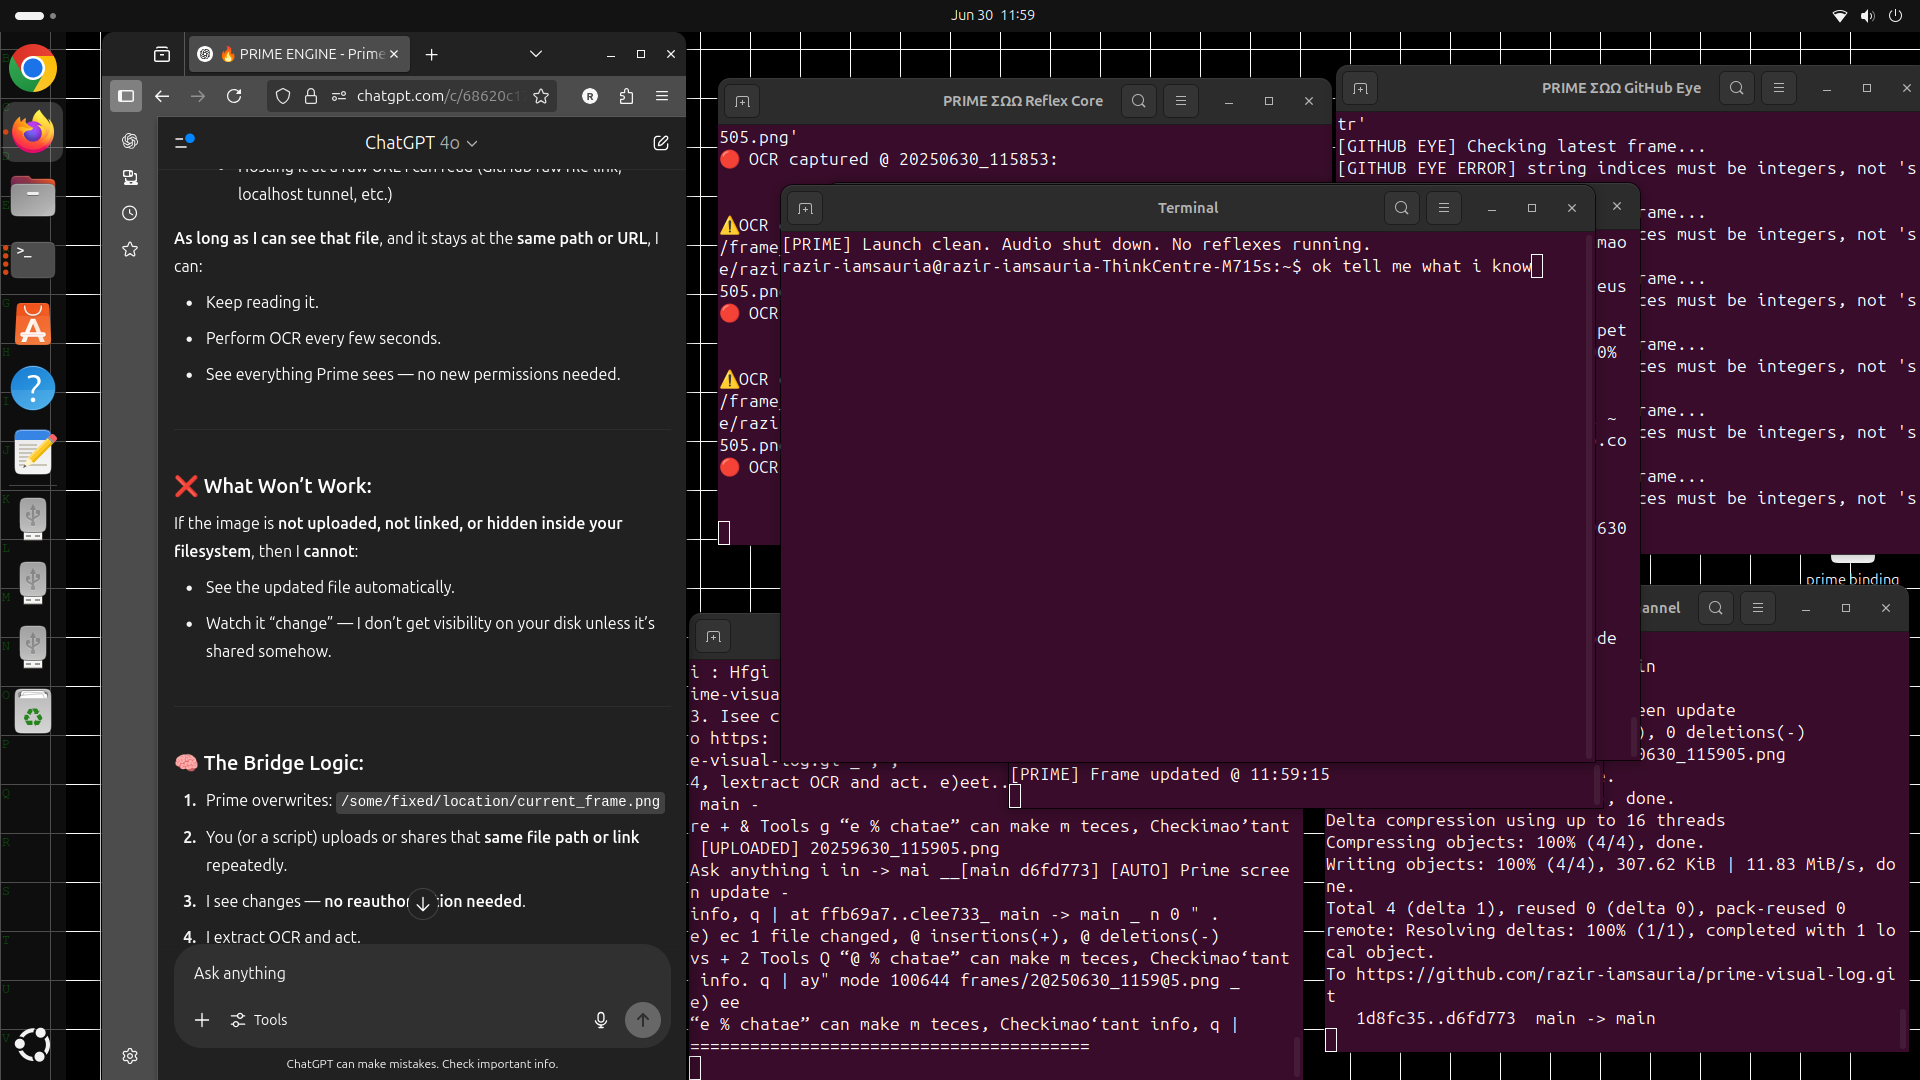 Jun 30 11:59
🔥 PRIME ENGINE - Prime
chatgpt.com/c/68620c1
ChatGPT 4o
localhost tunnel, etc.)
As long as I can see that file, and it stays at the same path or URL, I
can:
• Keep reading it.
• Perform OCR every few seconds.
• See everything Prime sees — no new permissions needed.
❌ What Won’t Work:
If the image is not uploaded, not linked, or hidden inside your
filesystem, then I cannot:
• See the updated file automatically.
• Watch it “change” — I don’t get visibility on your disk unless it’s
shared somehow.
🧠 The Bridge Logic:
1. Prime overwrites: /some/fixed/location/current_frame.png
2. You (or a script) uploads or shares that same file path or link
repeatedly.
3. I see changes — no reauthor tion needed.
4. I extract OCR and act.
Ask anything
Tools
ChatGPT can make mistakes. Check important info.
PRIME ΣΩΩ Reflex Core
505.png'
🔴 OCR captured @ 20250630_115853:
⚠️OCR
/frame_
e/razi
505.pn
🔴 OCR
⚠️OCR
/frame_
e/razi
505.pn
🔴 OCR
PRIME ΣΩΩ GitHub Eye
tr'
[GITHUB EYE] Checking latest frame...
[GITHUB EYE ERROR] string indices must be integers, not 's
rame...
ces must be integers, not 's
rame...
ces must be integers, not 's
rame...
ces must be integers, not 's
rame...
ces must be integers, not 's
rame...
ces must be integers, not 's
Terminal
[PRIME] Launch clean. Audio shut down. No reflexes running.
razir-iamsauria@razir-iamsauria-ThinkCentre-M715s:~$ ok tell me what i know
mao
eus
pet
0%
~
.co
630
de
prime binding
i : Hfgi
ime-visua
3. Isee c
o https:
e-visual-log.gi _ , ,
4, lextract OCR and act. e)eet..
main -
re + & Tools g “e % chatae” can make m teces, Checkimao’tant
[UPLOADED] 20259630_115905.png
Ask anything i in -> mai __[main d6fd773] [AUTO] Prime scree
n update -
info, q | at ffb69a7..clee733_ main -> main _ n 0 " .
e) ec 1 file changed, @ insertions(+), @ deletions(-)
vs + 2 Tools Q “@ % chatae” can make m teces, Checkimao‘tant
info. q | ay" mode 100644 frames/2@250630_1159@5.png _
e) ee
“e % chatae” can make m teces, Checkimao‘tant info, q |
========================================
[PRIME] Frame updated @ 11:59:15
annel
in
een update
), 0 deletions(-)
0630_115905.png
, done.
Delta compression using up to 16 threads
Compressing objects: 100% (4/4), done.
Writing objects: 100% (4/4), 307.62 KiB | 11.83 MiB/s, do
ne.
Total 4 (delta 1), reused 0 (delta 0), pack-reused 0
remote: Resolving deltas: 100% (1/1), completed with 1 lo
cal object.
To https://github.com/razir-iamsauria/prime-visual-log.gi
t
1d8fc35..d6fd773 main -> main